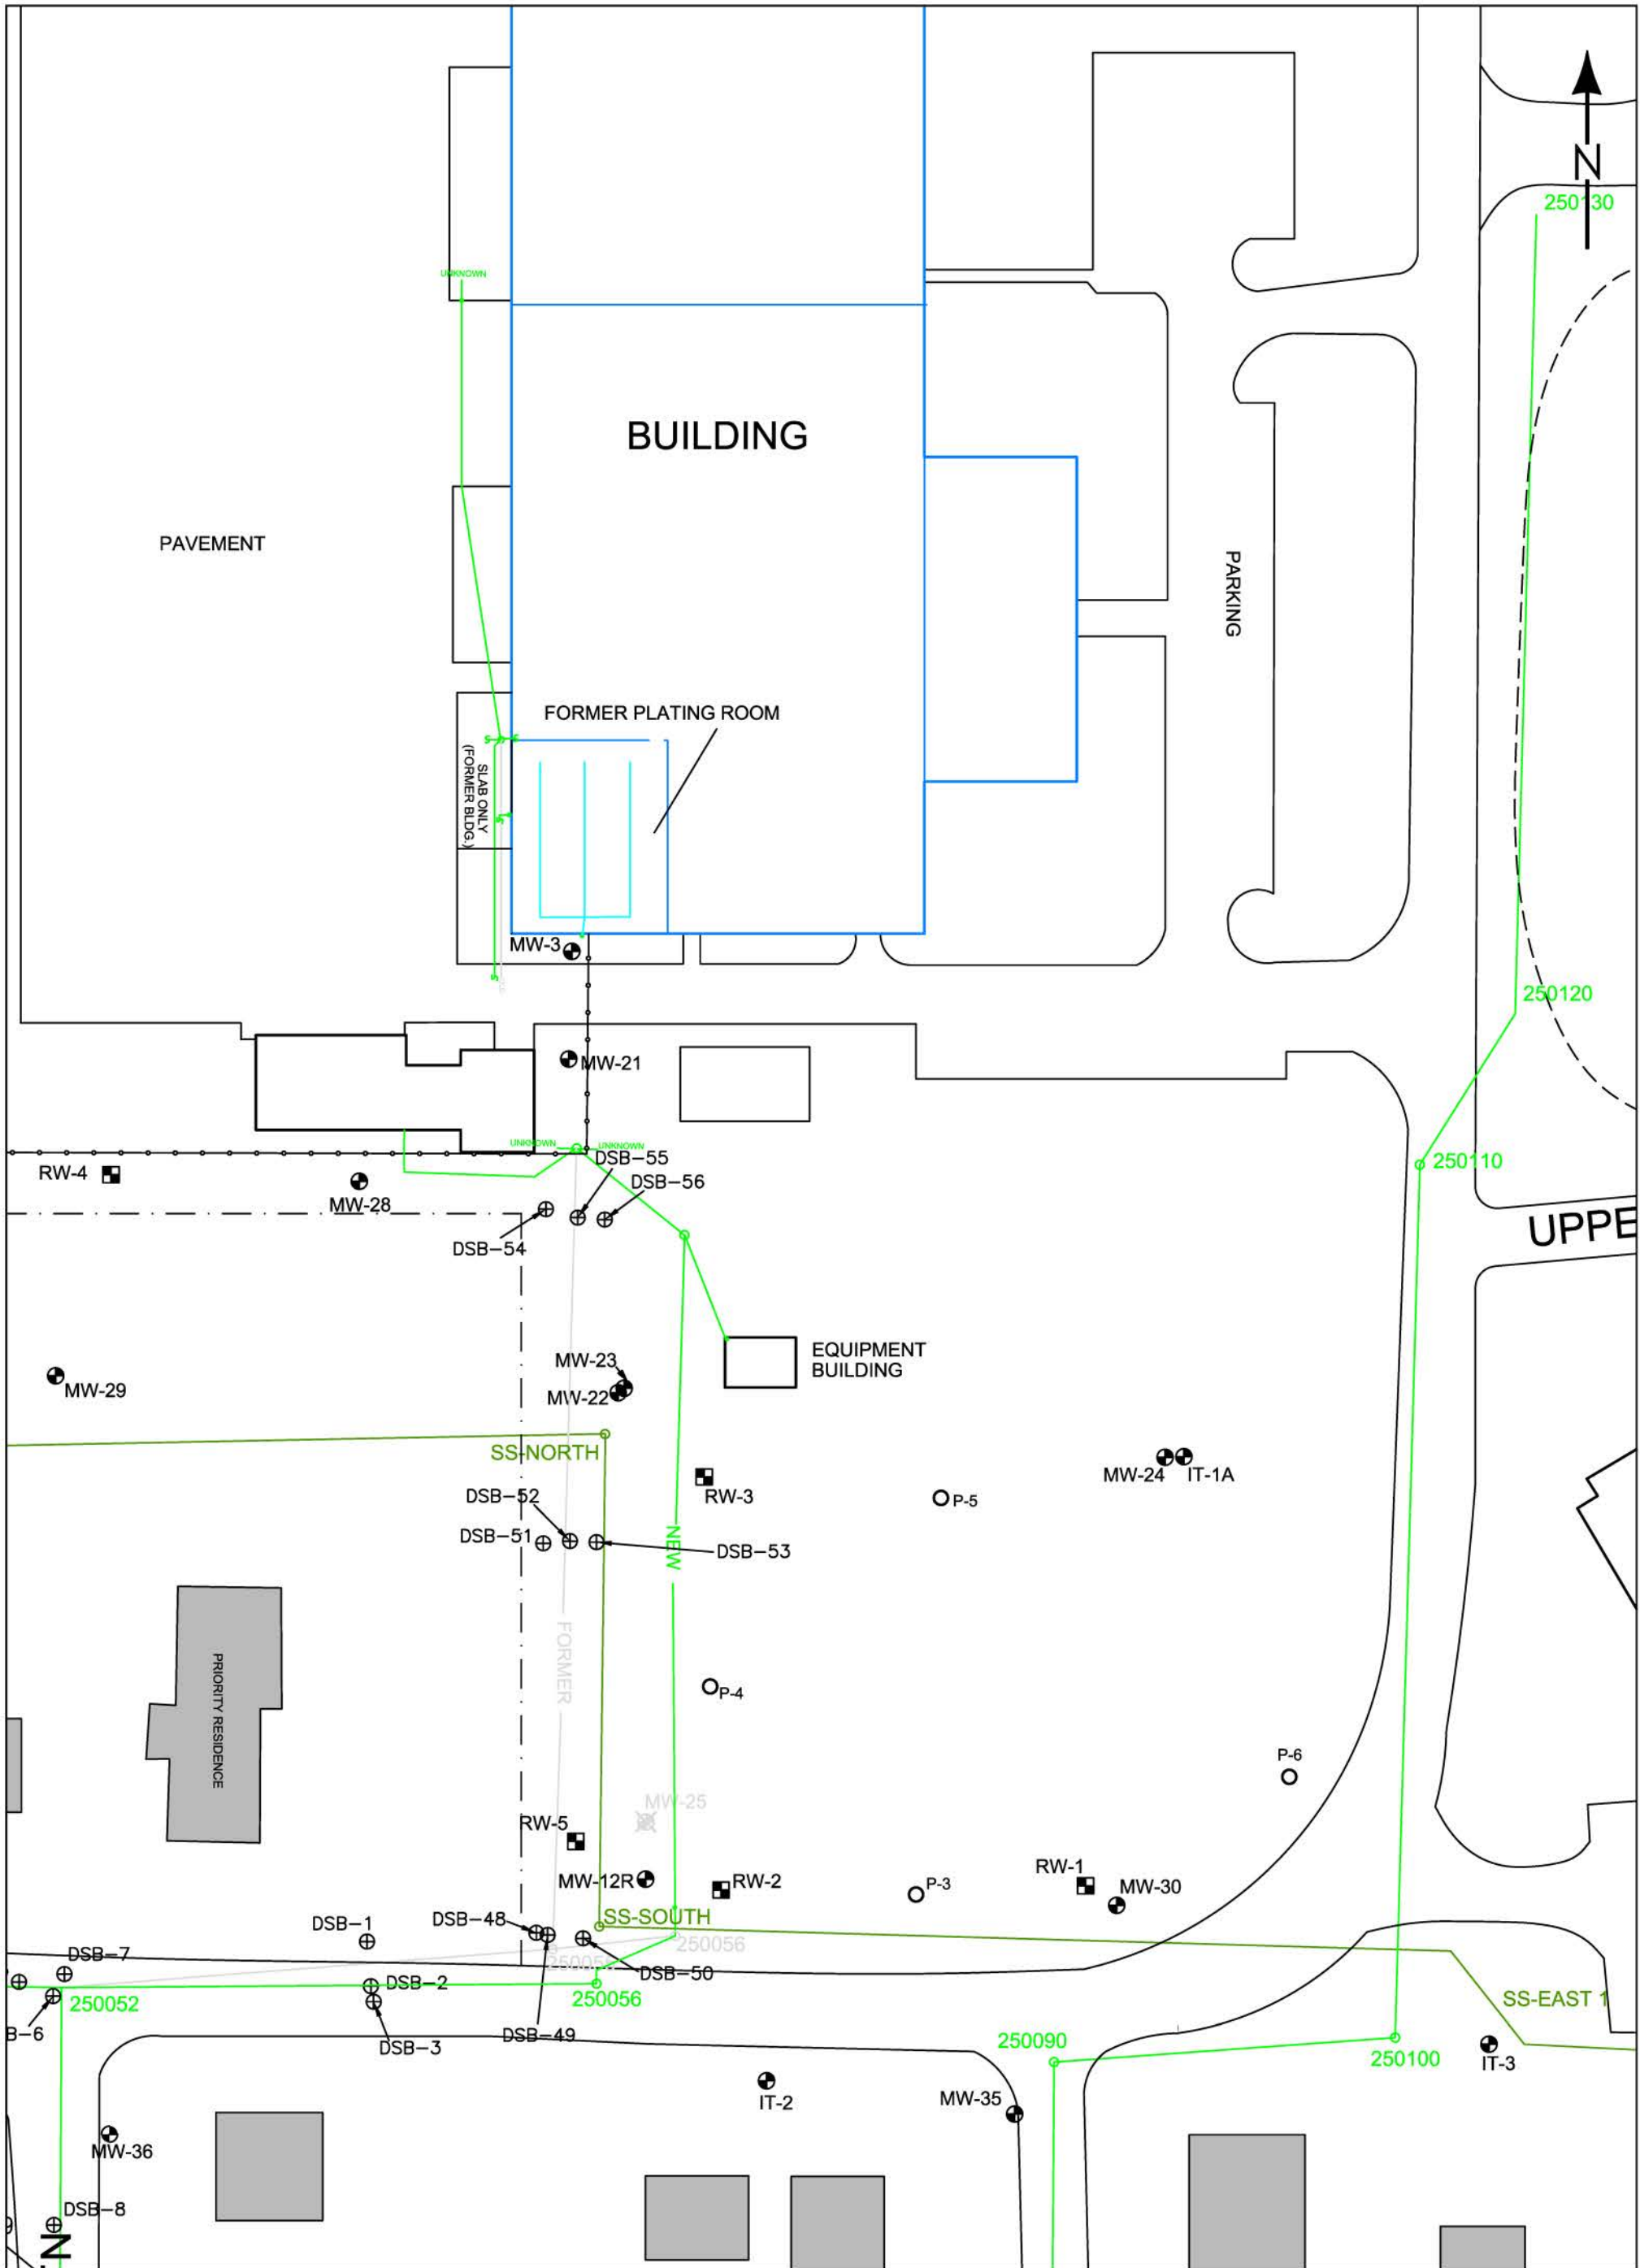 N
250130
UNKNOWN
BUILDING
PAVEMENT
PARKING
FORMER PLATING ROOM
SLAB ONLY
(FORMER BLDG.)
S
S
S
S
MW-3
250120
MW-21
UNKNOWN
UNKNOWN
DSB-55
250110
RW-4
DSB-56
MW-28
UPPE
DSB-54
EQUIPMENT
BUILDING
MW-23
MW-29
MW-22
SS-NORTH
MW-24
IT-1A
RW-3
DSB-52
P-5
DSB-51
NEW
DSB-53
FORMER
PRIORITY RESIDENCE
P-4
P-6
MW-25
RW-5
RW-1
MW-12R
RW-2
P-3
MW-30
DSB-1
DSB-48
SS-SOUTH
250056
DSB-7
DSB-50
DSB-2
250052
250056
SS-EAST 1
B-6
DSB-49
DSB-3
250090
250100
IT-3
IT-2
MW-35
MW-36
DSB-8
N